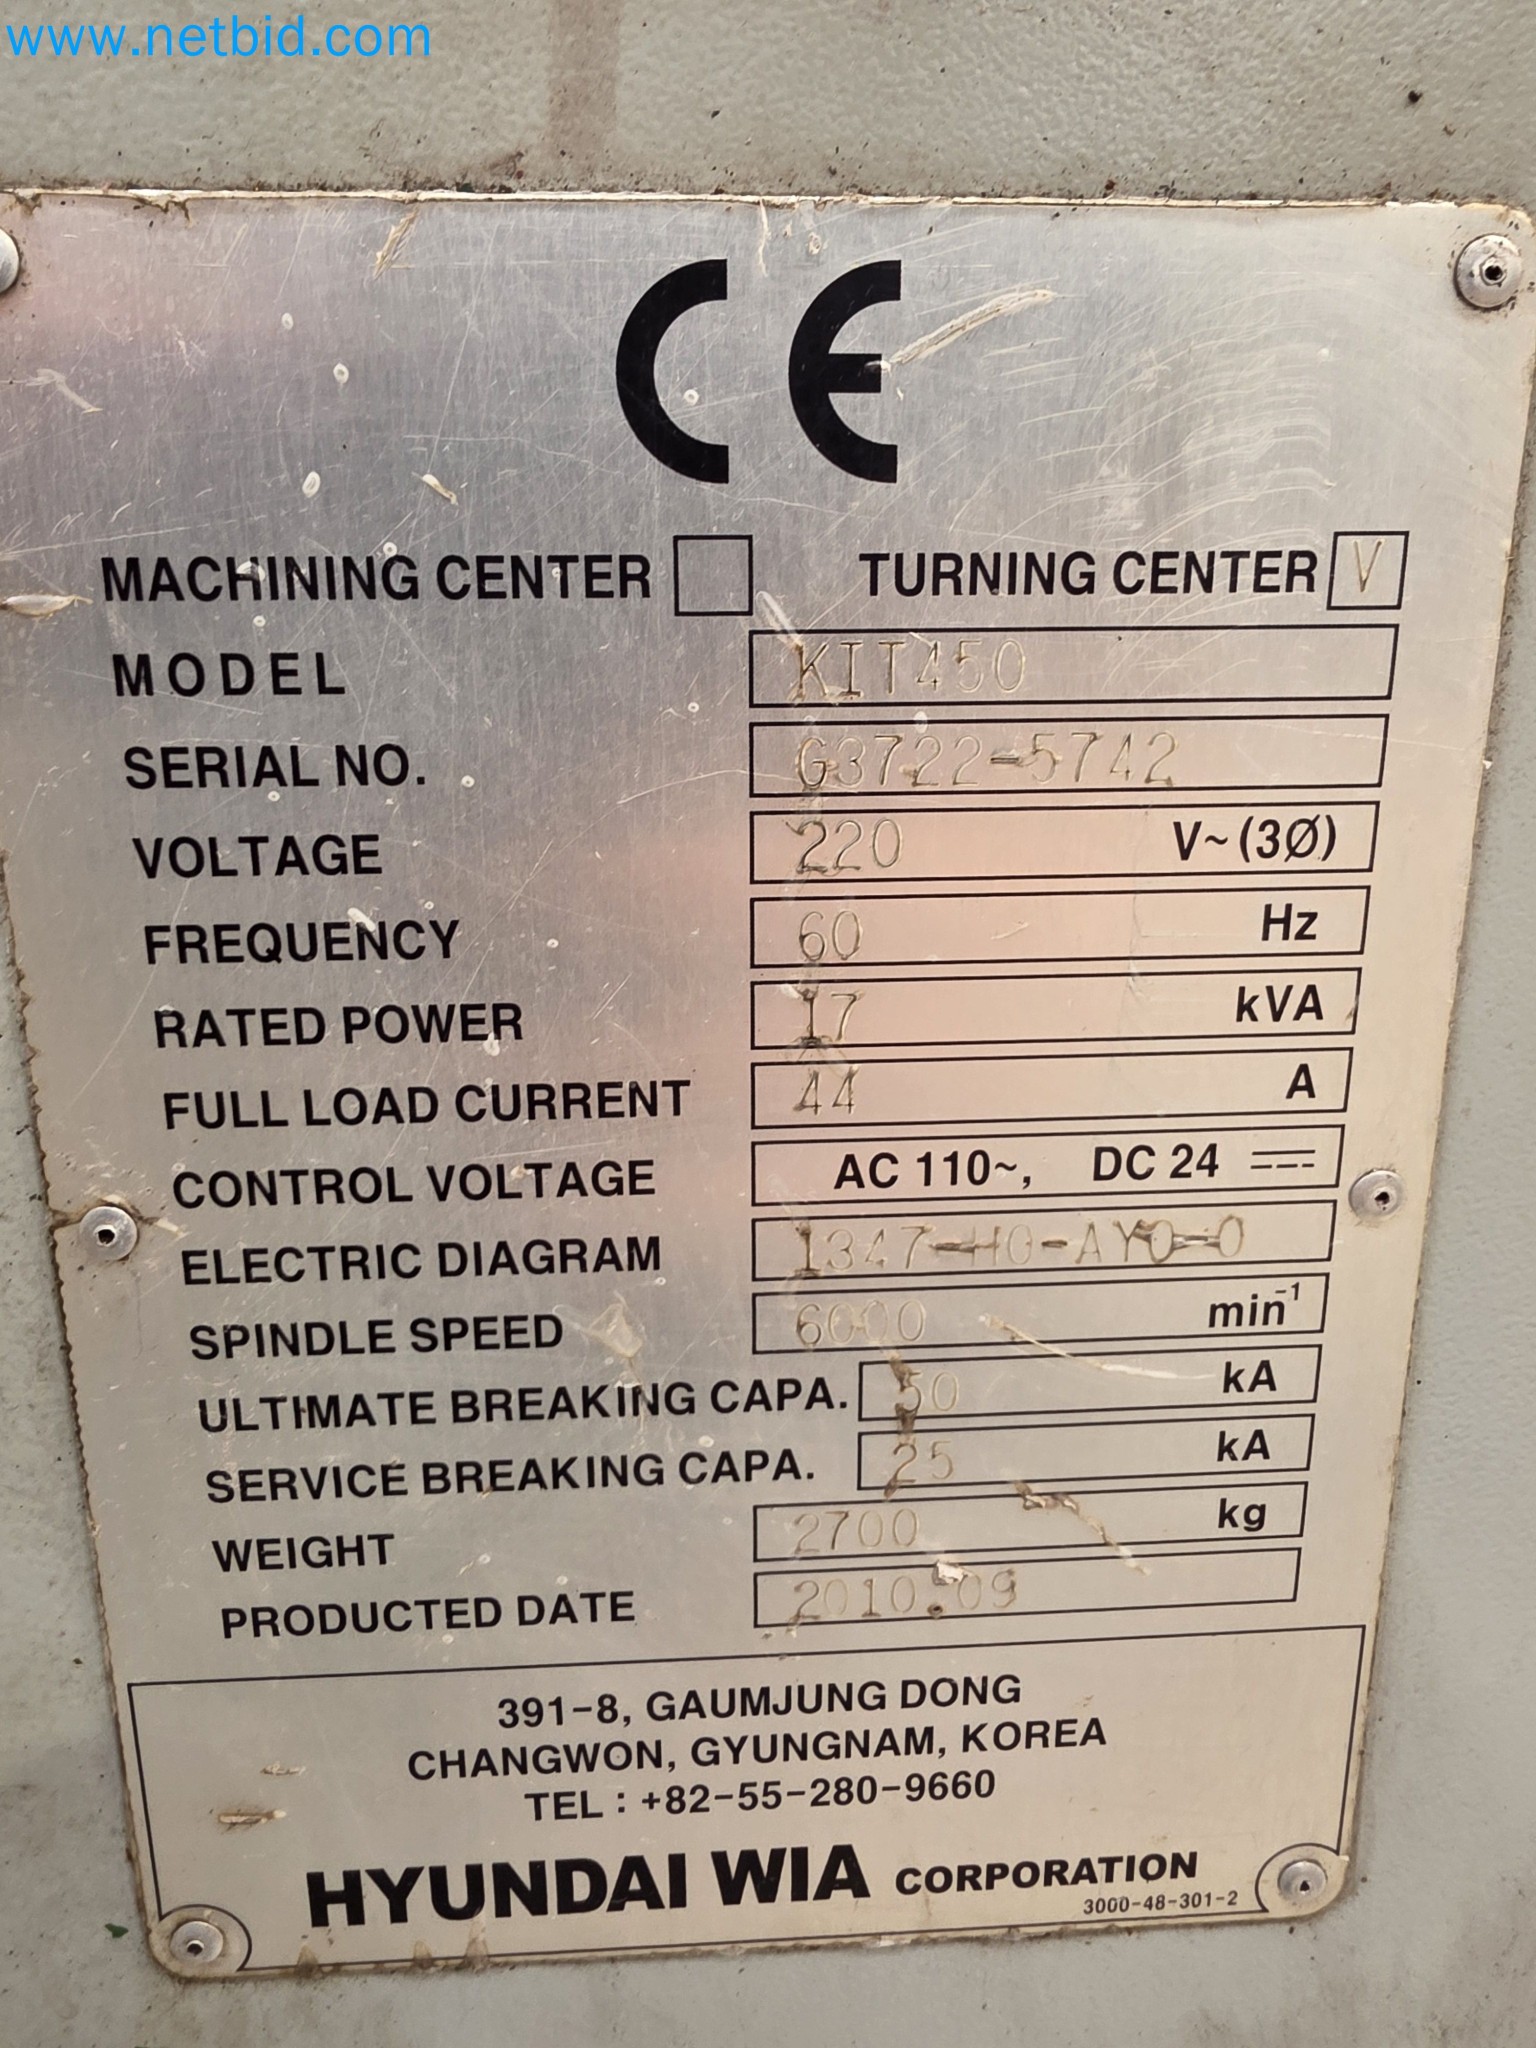 www.netbid.com
CE
MACHINING CENTER TURNING CENTER V
MODEL KIT450
SERIAL NO. G3722-5742
VOLTAGE 220 V~(3Ø)
FREQUENCY 60 Hz
RATED POWER 17 kVA
FULL LOAD CURRENT 44 A
CONTROL VOLTAGE AC 110~, DC 24 ⎓
ELECTRIC DIAGRAM 1347-H0-AY0-0
SPINDLE SPEED 6000 min⁻¹
ULTIMATE BREAKING CAPA. 50 kA
SERVICE BREAKING CAPA. 25 kA
WEIGHT 2700 kg
PRODUCTED DATE 2010.09
391-8, GAUMJUNG DONG
CHANGWON, GYUNGNAM, KOREA
TEL : +82-55-280-9660
HYUNDAI WIA CORPORATION
3000-48-301-2